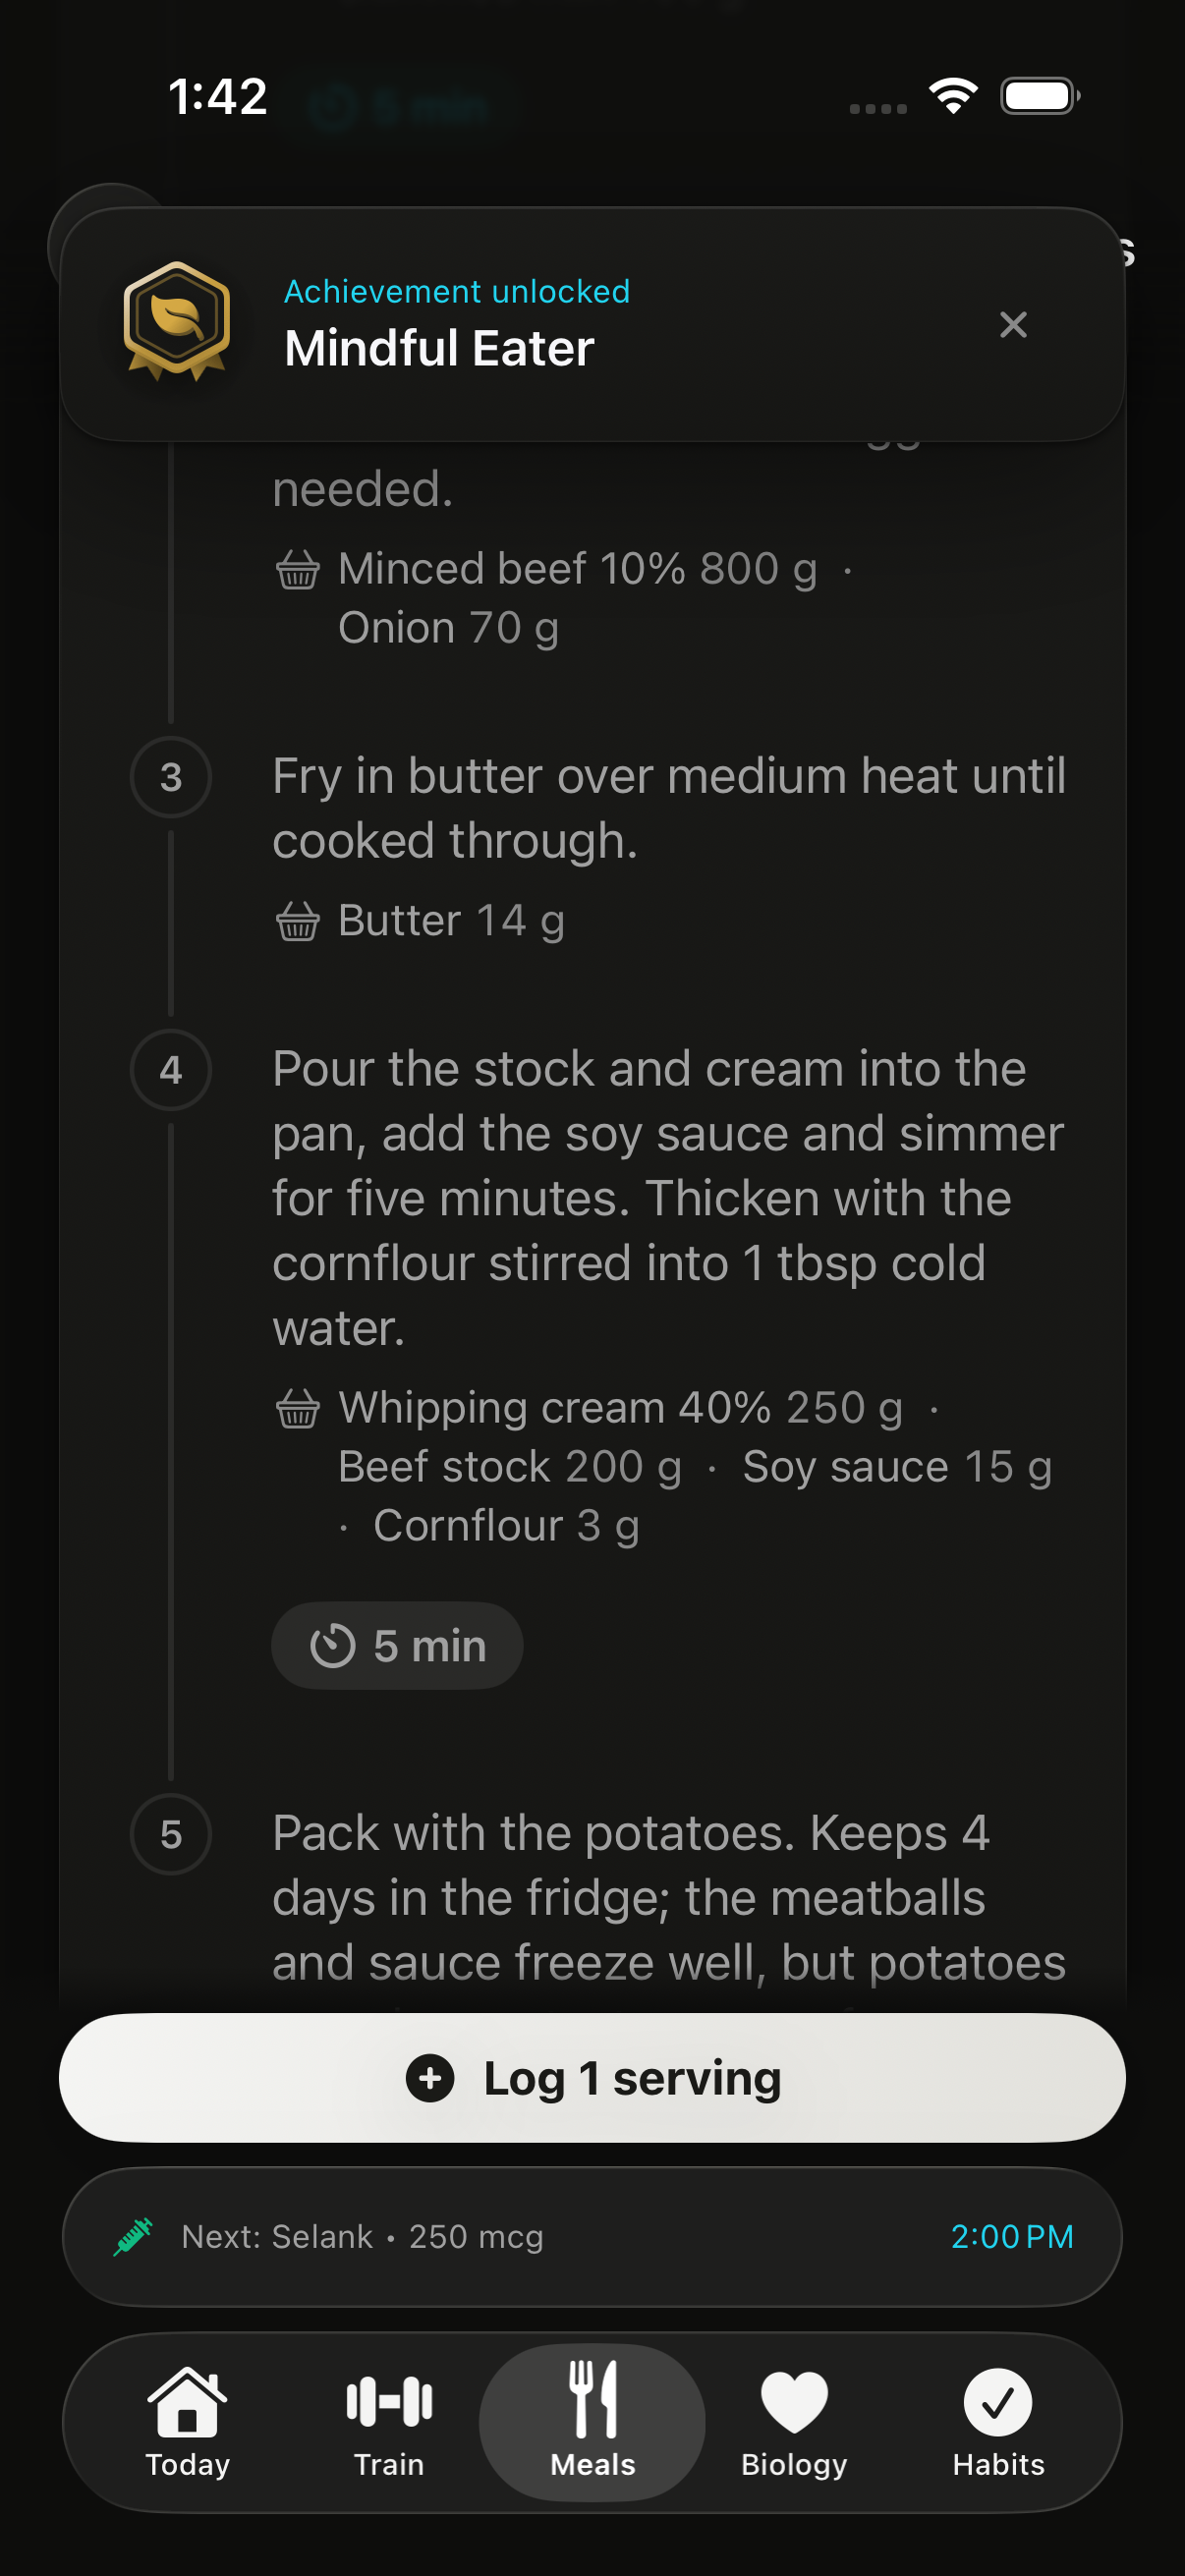 1:42
5 min
Achievement unlocked
Mindful Eater
needed.
Minced beef 10% 800 g ·
Onion 70 g
3
Fry in butter over medium heat until
cooked through.
Butter 14 g
4
Pour the stock and cream into the
pan, add the soy sauce and simmer
for five minutes. Thicken with the
cornflour stirred into 1 tbsp cold
water.
Whipping cream 40% 250 g ·
Beef stock 200 g · Soy sauce 15 g
· Cornflour 3 g
5 min
5
Pack with the potatoes. Keeps 4
days in the fridge; the meatballs
and sauce freeze well, but potatoes
Log 1 serving
Next: Selank • 250 mcg
2:00 PM
Today
Train
Meals
Biology
Habits